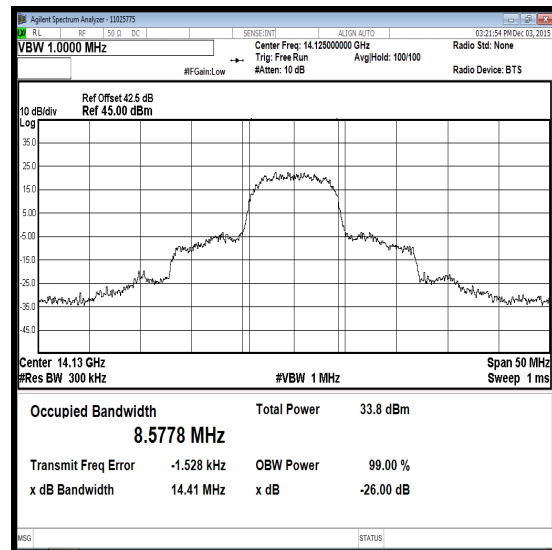 Agilent Spectrum Analyzer - 11025775
RL RF 50 Ω DC SENSE:INT ALIGN AUTO 03:21:54 PM Dec 03, 2015
VBW 1.0000 MHz Center Freq: 14.125000000 GHz Radio Std: None
Trig: Free Run Avg|Hold: 100/100
#IFGain:Low #Atten: 10 dB Radio Device: BTS
Ref Offset 42.5 dB
10 dB/div Ref 45.00 dBm
Log
35.0
25.0
15.0
5.00
-5.00
-15.0
-25.0
-35.0
-45.0
Center 14.13 GHz Span 50 MHz
#Res BW 300 kHz #VBW 1 MHz Sweep 1 ms
Occupied Bandwidth Total Power 33.8 dBm
8.5778 MHz
Transmit Freq Error -1.528 kHz OBW Power 99.00 %
x dB Bandwidth 14.41 MHz x dB -26.00 dB
MSG STATUS